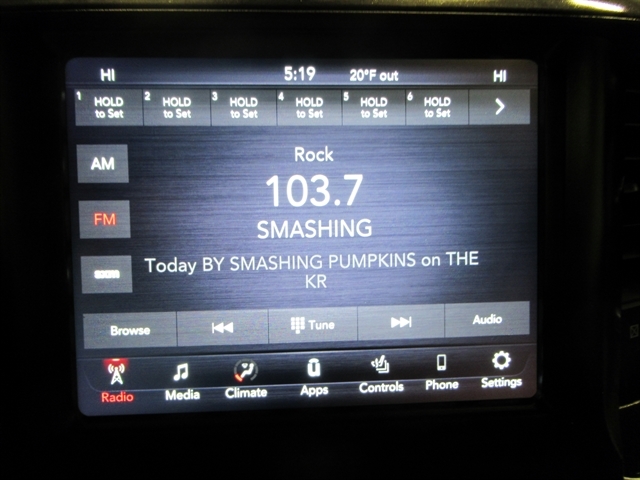 HI 5:19 20°F out HI
1 HOLD to Set 2 HOLD to Set 3 HOLD to Set 4 HOLD to Set 5 HOLD to Set 6 HOLD to Set
AM
Rock
103.7
FM
SMASHING
Today BY SMASHING PUMPKINS on THE
KR
sxm
Browse Tune Audio
Radio Media Climate Apps Controls Phone Settings